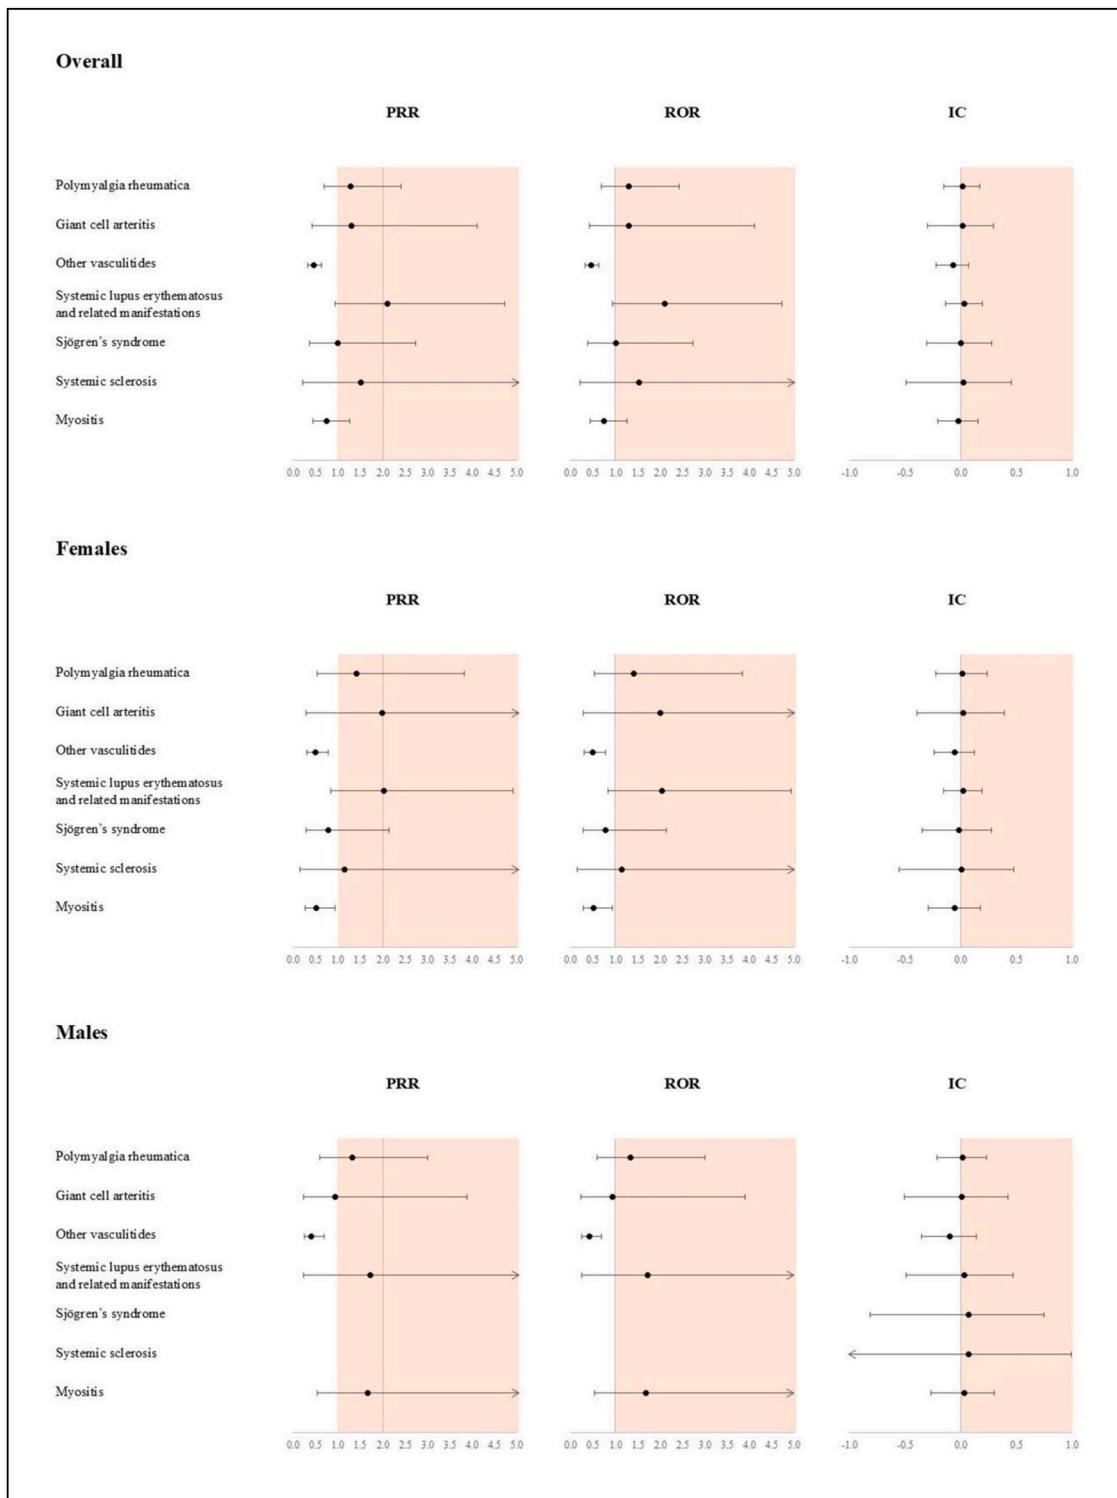 Overall
PRR ROR IC
Polymyalgia rheumatica
Giant cell arteritis
Other vasculitides
Systemic lupus erythematosus
and related manifestations
Sjögren's syndrome
Systemic sclerosis
Myositis
0.0 0.5 1.0 1.5 2.0 2.5 3.0 3.5 4.0 4.5 5.0 0.0 0.5 1.0 1.5 2.0 2.5 3.0 3.5 4.0 4.5 5.0 -1.0 -0.5 0.0 0.5 1.0
Females
PRR ROR IC
Polymyalgia rheumatica
Giant cell arteritis
Other vasculitides
Systemic lupus erythematosus
and related manifestations
Sjögren's syndrome
Systemic sclerosis
Myositis
0.0 0.5 1.0 1.5 2.0 2.5 3.0 3.5 4.0 4.5 5.0 0.0 0.5 1.0 1.5 2.0 2.5 3.0 3.5 4.0 4.5 5.0 -1.0 -0.5 0.0 0.5 1.0
Males
PRR ROR IC
Polymyalgia rheumatica
Giant cell arteritis
Other vasculitides
Systemic lupus erythematosus
and related manifestations
Sjögren's syndrome
Systemic sclerosis
Myositis
0.0 0.5 1.0 1.5 2.0 2.5 3.0 3.5 4.0 4.5 5.0 0.0 0.5 1.0 1.5 2.0 2.5 3.0 3.5 4.0 4.5 5.0 -1.0 -0.5 0.0 0.5 1.0